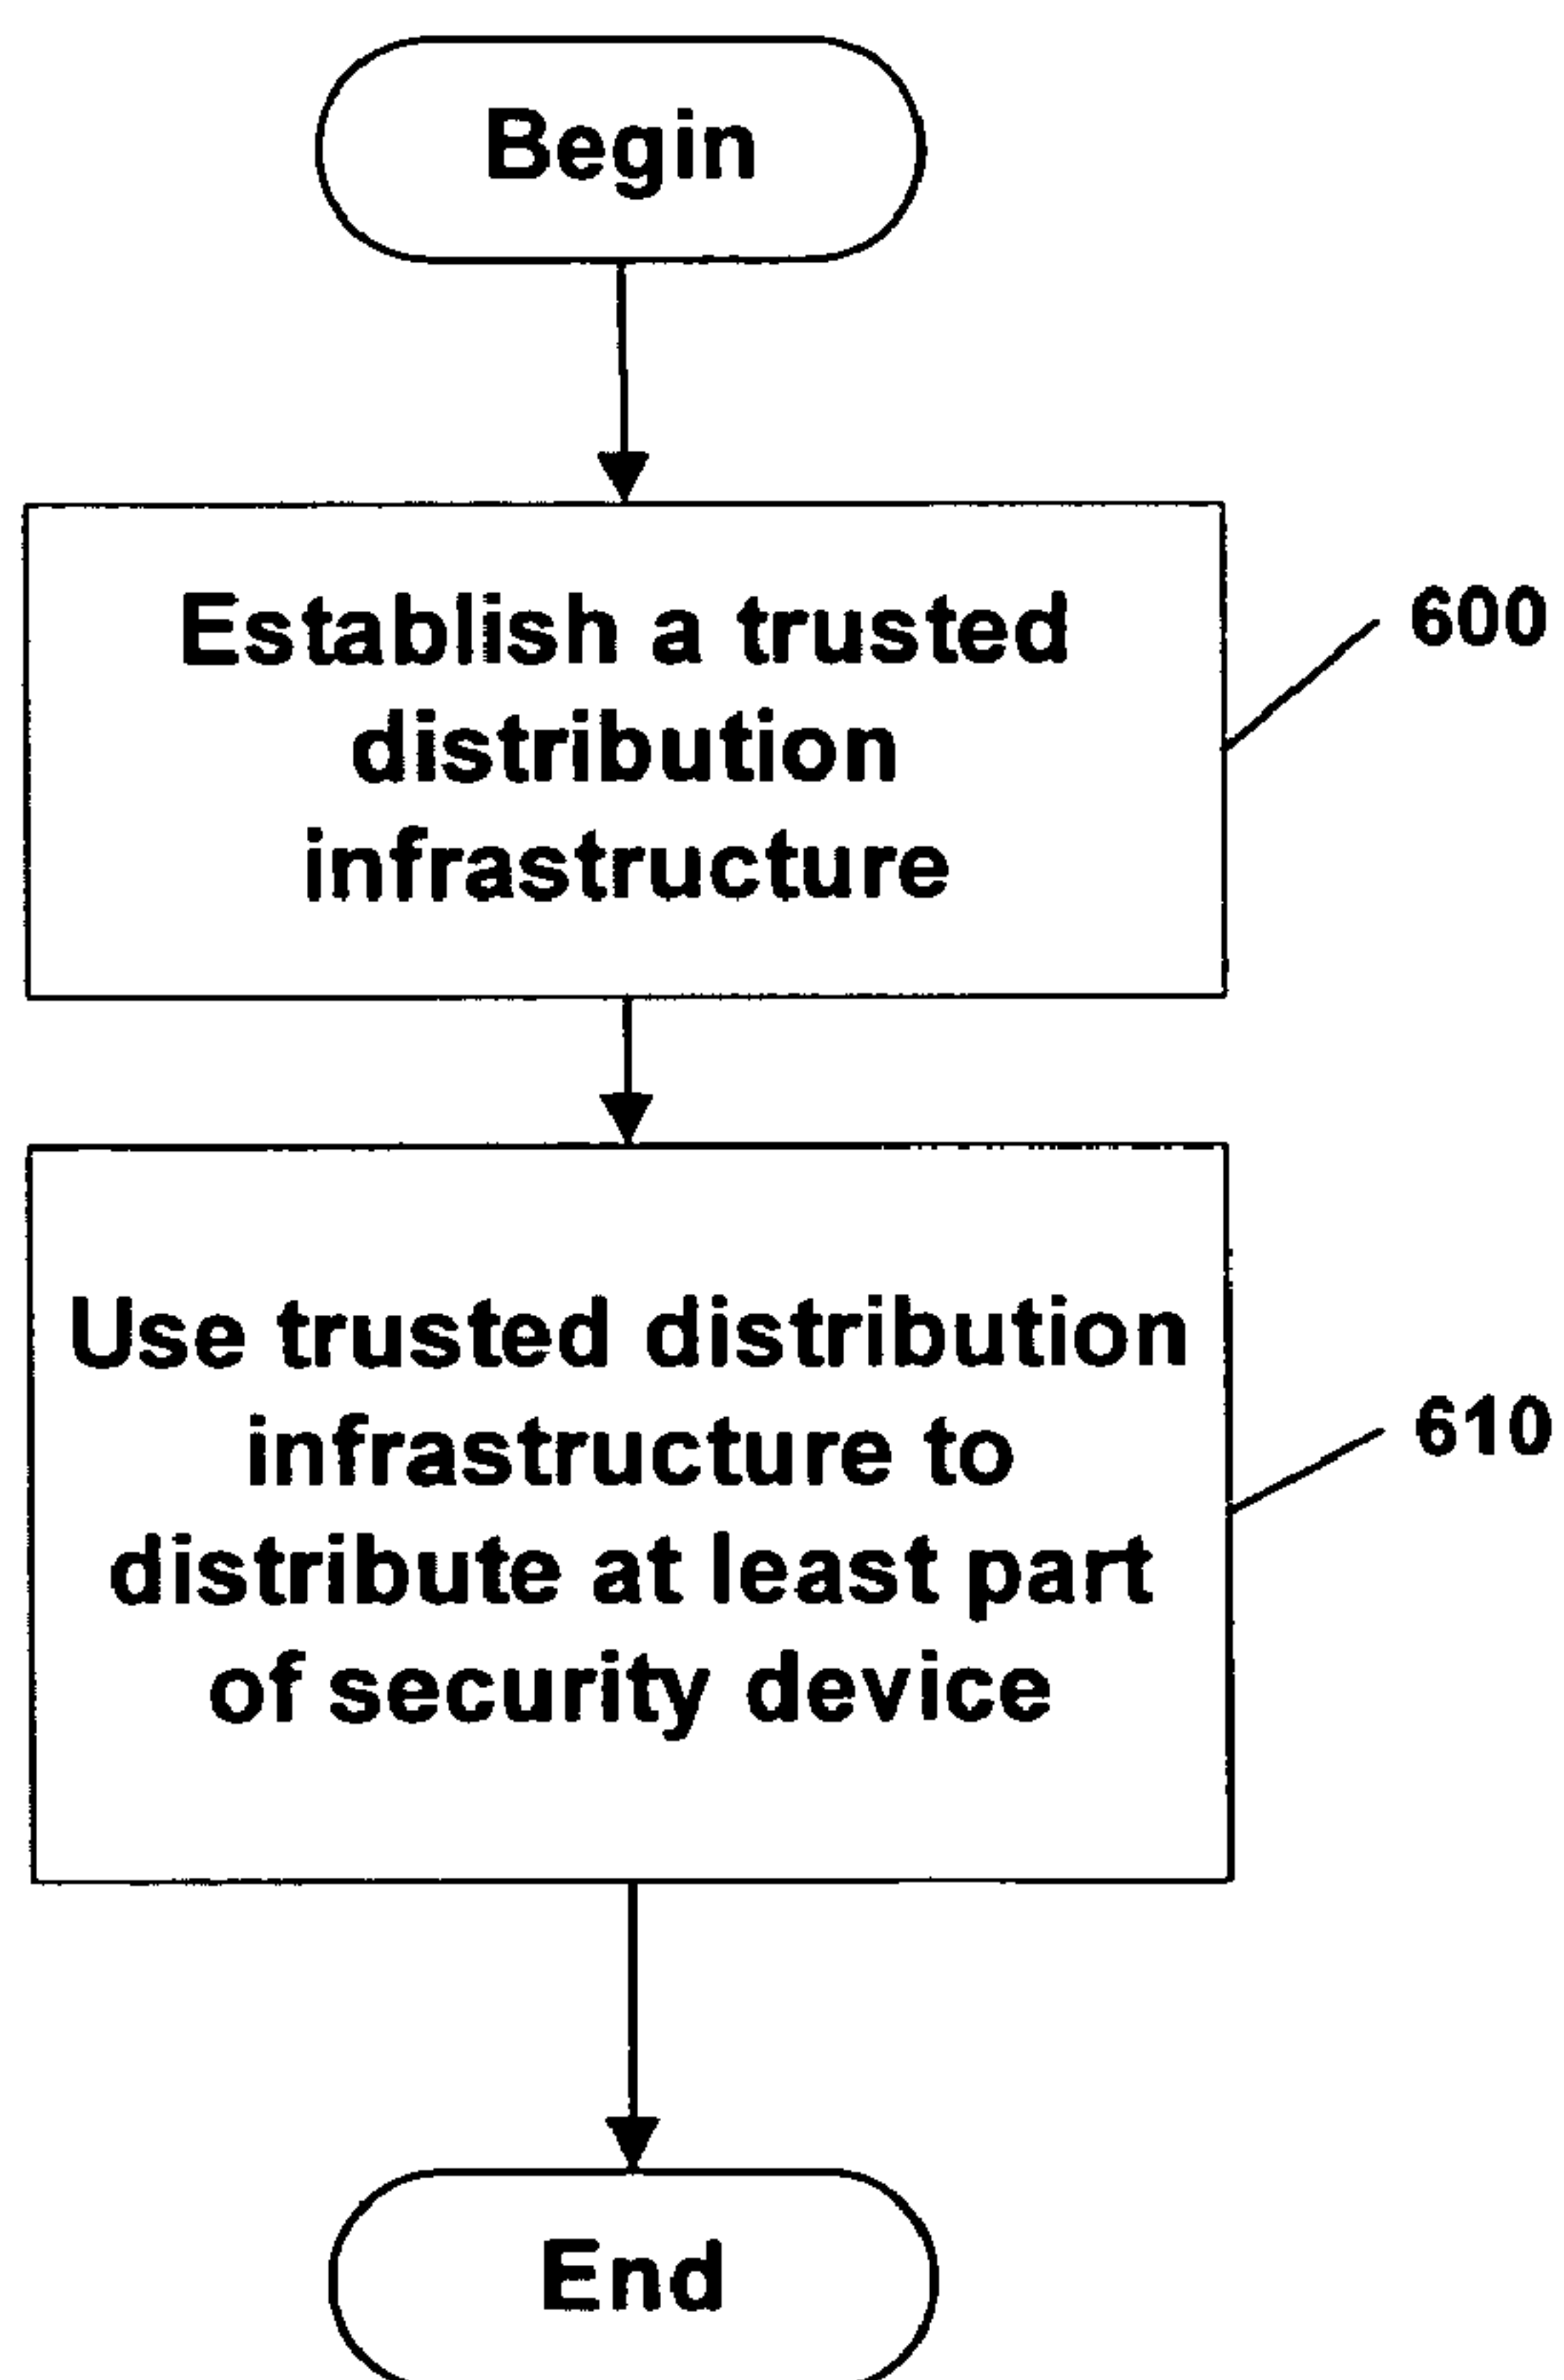 Begin
Establish a trusted
distribution
infrastructure
600
Use trusted distribution
infrastructure to
distribute at least part
of security device
610
End